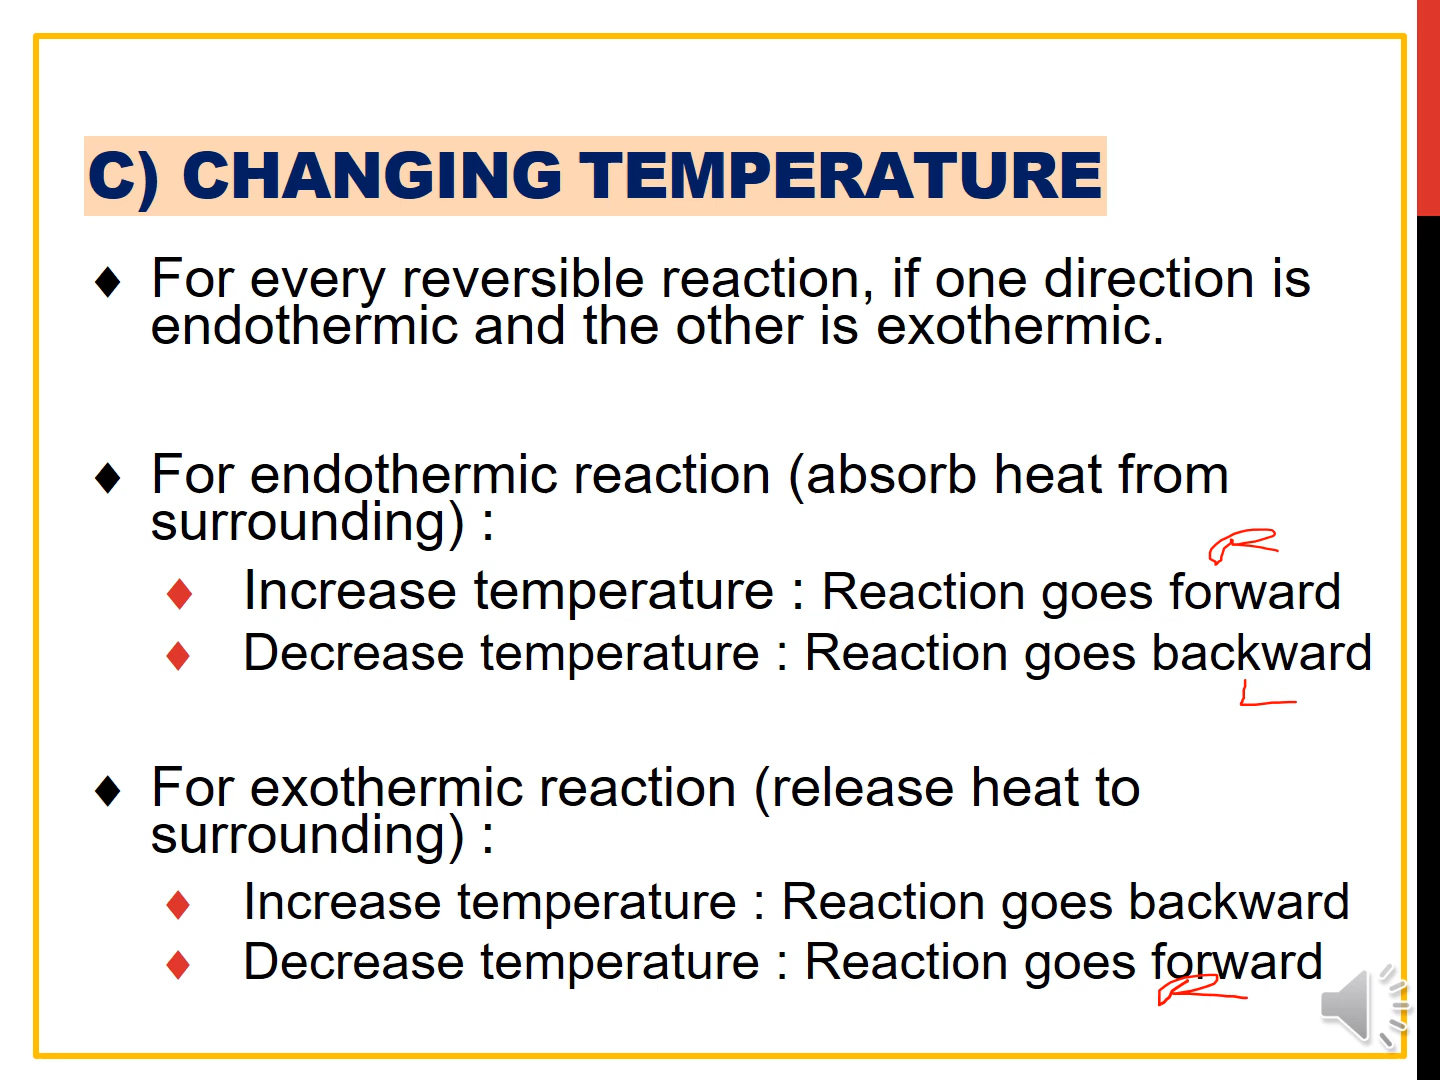 C) CHANGING TEMPERATURE
♦ For every reversible reaction, if one direction is
endothermic and the other is exothermic.
♦ For endothermic reaction (absorb heat from
surrounding) :
♦ Increase temperature : Reaction goes forward
♦ Decrease temperature : Reaction goes backward
♦ For exothermic reaction (release heat to
surrounding) :
♦ Increase temperature : Reaction goes backward
♦ Decrease temperature : Reaction goes forward